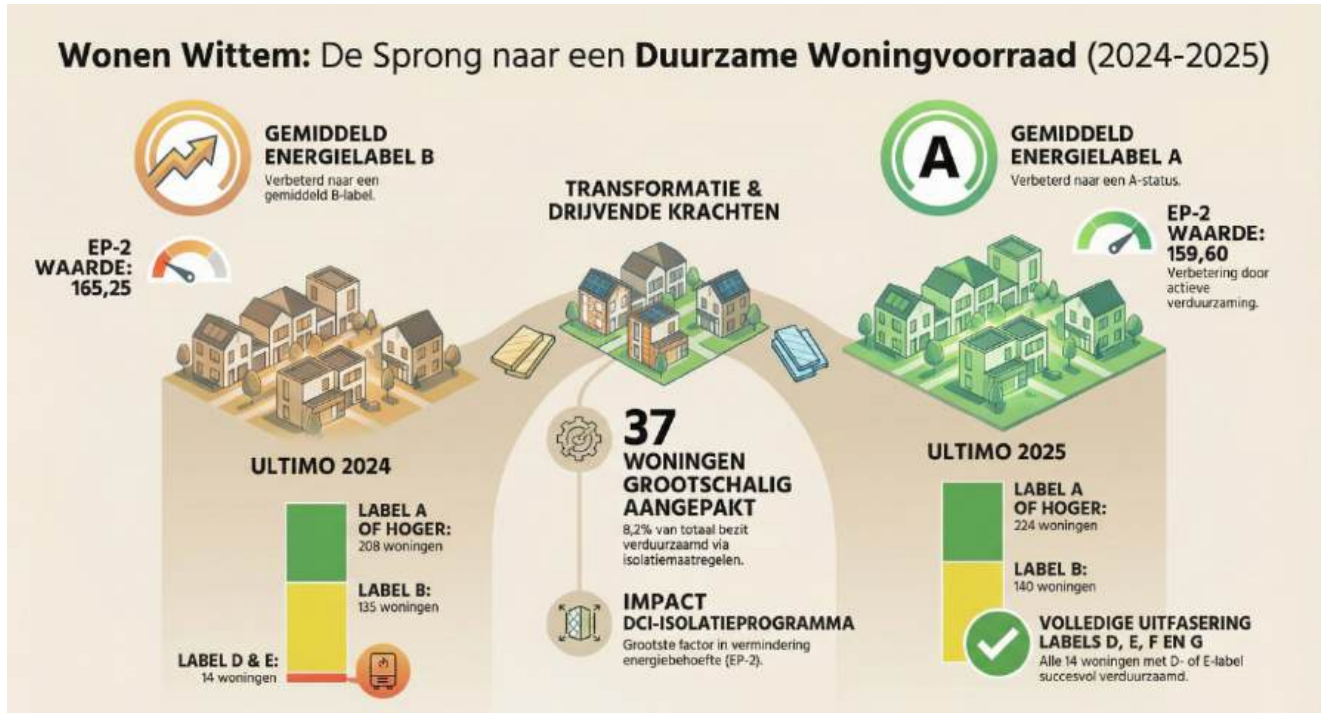 Wonen Wittem: De Sprong naar een Duurzame Woningvoorraad (2024-2025)
GEMIDDELD
ENERGIELABEL B
Verbeterd naar een
gemiddeld B-label.
EP-2
WAARDE:
165,25
ULTIMO 2024
LABEL A
OF HOGER:
208 woningen
LABEL B:
135 woningen
LABEL D & E:
14 woningen
TRANSFORMATIE &
DRIJVENDE KRACHTEN
37
WONINGEN
GROOTSCHALIG
AANGEPAKT
8,2% van totaal bezit
verduurzaamd via
isolatiemaatregelen.
IMPACT
DCI-ISOLATIEPROGRAMMA
Grootste factor in vermindering
energiebehoefte (EP-2).
A
GEMIDDELD
ENERGIELABEL A
Verbeterd naar een A-status.
EP-2
WAARDE:
159,60
Verbetering door
actieve
verduurzaming.
ULTIMO 2025
LABEL A
OF HOGER:
224 woningen
LABEL B:
140 woningen
VOLLEDIGE UITFASERING
LABELS D, E, F EN G
Alle 14 woningen met D- of E-label
succesvol verduurzaamd.